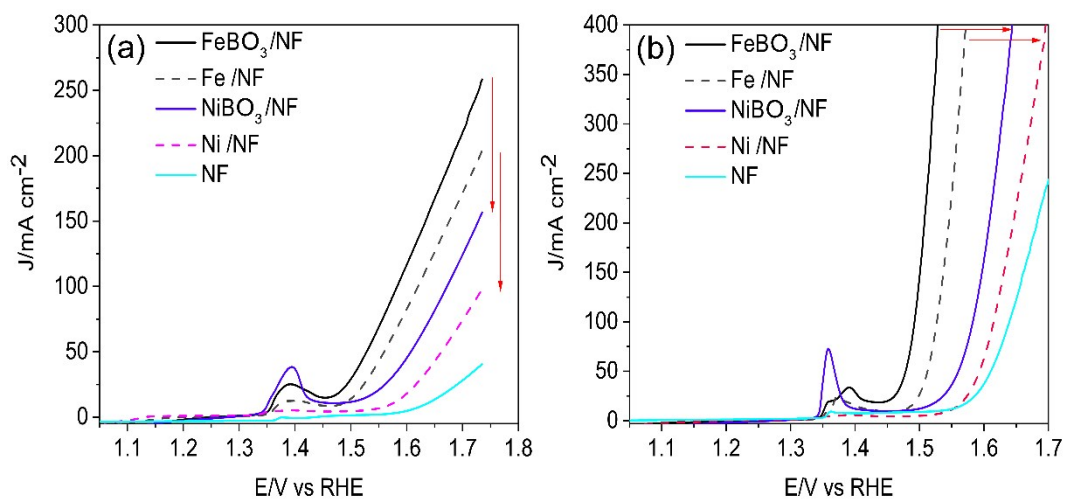 (a)
FeBO₃/NF
Fe /NF
NiBO₃/NF
Ni /NF
NF
300
250
200
150
100
50
0
J/mA cm⁻²
1.1 1.2 1.3 1.4 1.5 1.6 1.7 1.8
E/V vs RHE
(b)
FeBO₃/NF
Fe /NF
NiBO₃/NF
Ni /NF
NF
400
350
300
250
200
150
100
50
0
J/mA cm⁻²
1.1 1.2 1.3 1.4 1.5 1.6 1.7
E/V vs RHE